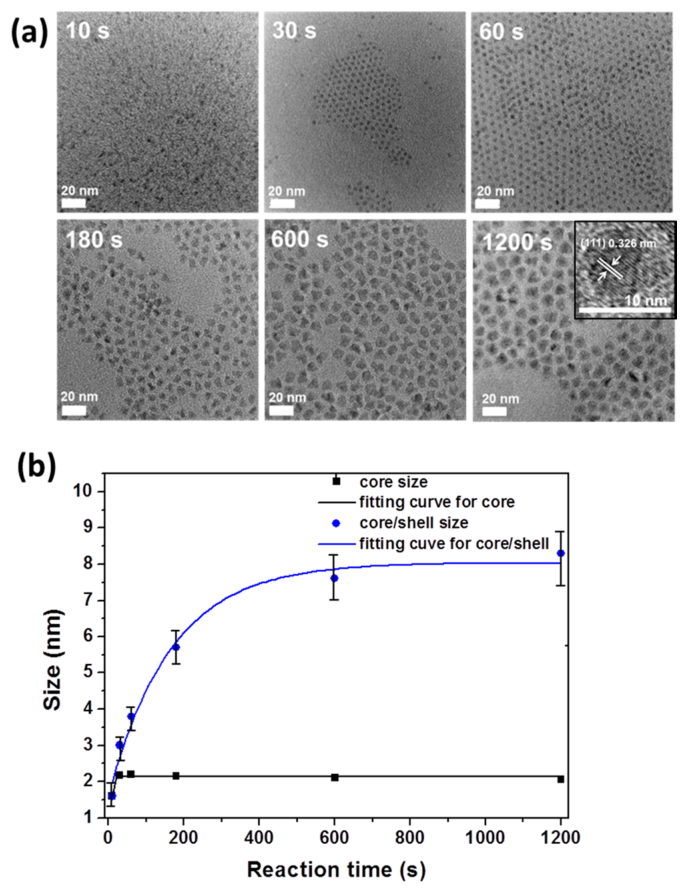 (a)
10 s
20 nm
30 s
20 nm
60 s
20 nm
180 s
20 nm
600 s
20 nm
1200 s
(111) 0.326 nm
10 nm
20 nm
(b)
core size
fitting curve for core
core/shell size
fitting cuve for core/shell
10
9
8
7
6
5
4
3
2
1
Size (nm)
0 200 400 600 800 1000 1200
Reaction time (s)